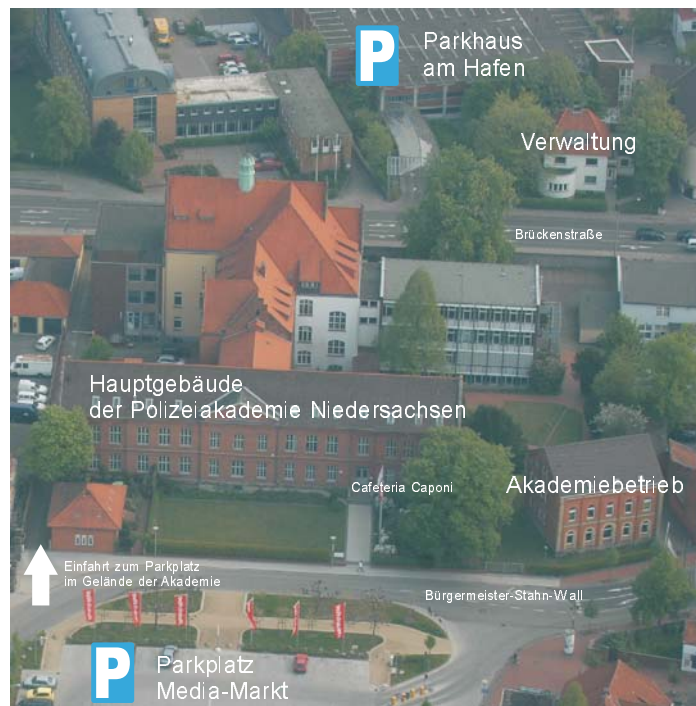 P
Parkhaus
am Hafen
Verwaltung
Brückenstraße
Hauptgebäude
der Polizeiakademie Niedersachsen
Cafeteria Caponi
Akademiebetrieb
Einfahrt zum Parkplatz
im Gelände der Akademie
Bürgermeister-Stahn-Wall
P
Parkplatz
Media-Markt